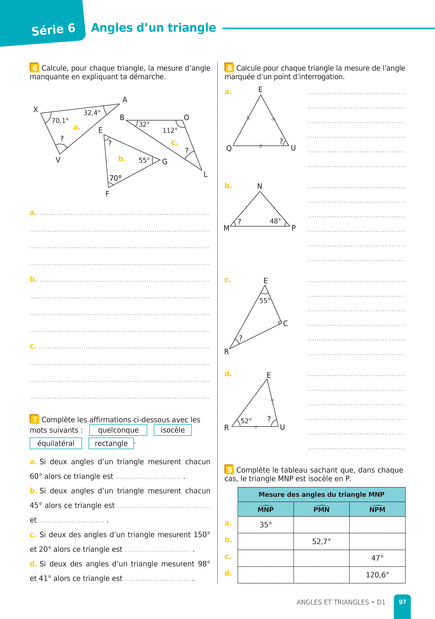 Série 6
Angles d’un triangle
6 Calcule, pour chaque triangle, la mesure d’angle
manquante en expliquant ta démarche.
A
X
32,4°
70,1°
a.
?
V
B
O
32°
112°
c.
?
L
E
?
b.
55°
G
70°
F
a.
b.
c.
7 Complète les affirmations ci-dessous avec les
mots suivants : quelconque isocèle
équilatéral rectangle .
a. Si deux angles d’un triangle mesurent chacun
60° alors ce triangle est .
b. Si deux angles d’un triangle mesurent chacun
45° alors ce triangle est
et .
c. Si deux des angles d’un triangle mesurent 150°
et 20° alors ce triangle est .
d. Si deux des angles d’un triangle mesurent 98°
et 41° alors ce triangle est .
8 Calcule pour chaque triangle la mesure de l’angle
marquée d’un point d’interrogation.
a.
E
Q
?
U
b.
N
M
?
48°
P
c.
E
55°
C
?
R
d.
E
R
52°
?
U
9 Complète le tableau sachant que, dans chaque
cas, le triangle MNP est isocèle en P.
Mesure des angles du triangle MNP
MNP PMN NPM
a. 35°
b. 52,7°
c. 47°
d. 120,6°
ANGLES ET TRIANGLES • D1 97